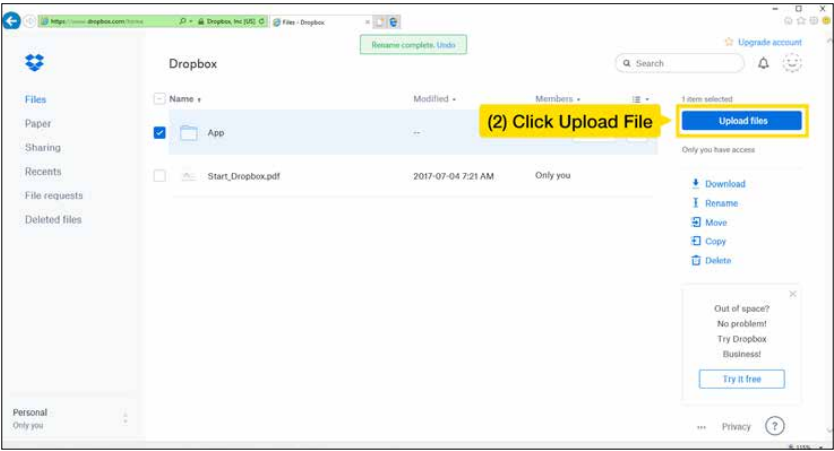 https://www.dropbox.com/home
Dropbox, Inc [US]
Files - Dropbox
Rename complete. Undo
Upgrade account
Dropbox
Search
Files
Paper
Sharing
Recents
File requests
Deleted files
Name
Modified
Members
1 item selected
(2) Click Upload File
Upload files
App
--
Only you have access
Start_Dropbox.pdf
2017-07-04 7:21 AM
Only you
Download
Rename
Move
Copy
Delete
Out of space?
No problem!
Try Dropbox
Business!
Try it free
Personal
Only you
Privacy
?